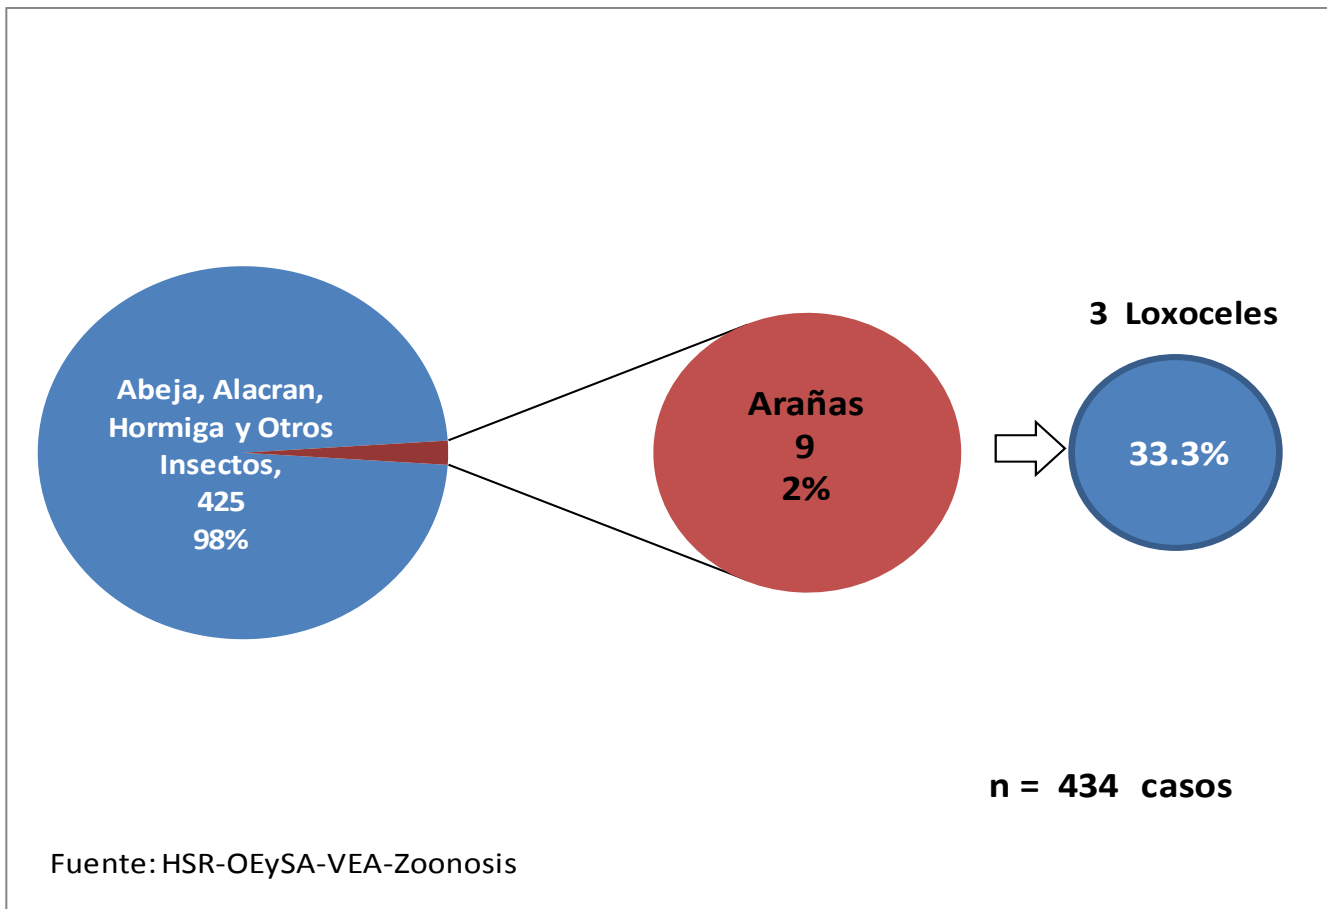 Abeja, Alacran,
Hormiga y Otros
Insectos,
425
98%
Arañas
9
2%
3 Loxoceles
33.3%
n = 434 casos
Fuente: HSR-OEySA-VEA-Zoonosis